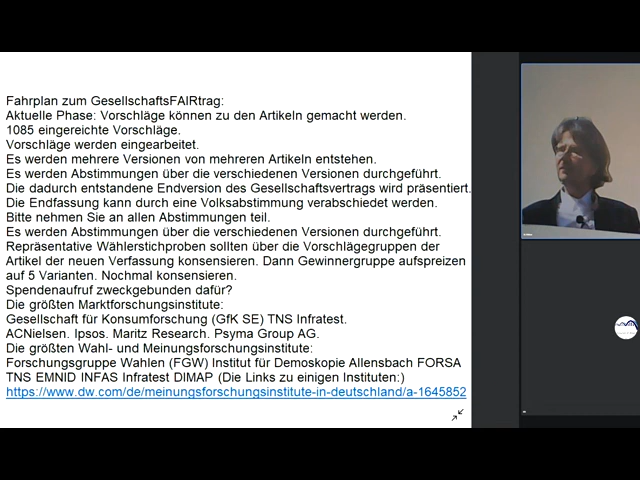 Fahrplan zum GesellschaftsFAIRtrag:
Aktuelle Phase: Vorschläge können zu den Artikeln gemacht werden.
1085 eingereichte Vorschläge.
Vorschläge werden eingearbeitet.
Es werden mehrere Versionen von mehreren Artikeln entstehen.
Es werden Abstimmungen über die verschiedenen Versionen durchgeführt.
Die dadurch entstandene Endversion des Gesellschaftsvertrags wird präsentiert.
Die Endfassung kann durch eine Volksabstimmung verabschiedet werden.
Bitte nehmen Sie an allen Abstimmungen teil.
Es werden Abstimmungen über die verschiedenen Versionen durchgeführt.
Repräsentative Wählerstichproben sollten über die Vorschlägegruppen der
Artikel der neuen Verfassung konsensieren. Dann Gewinnergruppe aufspreizen
auf 5 Varianten. Nochmal konsensieren.
Spendenaufruf zweckgebunden dafür?
Die größten Marktforschungsinstitute:
Gesellschaft für Konsumforschung (GfK SE) TNS Infratest.
ACNielsen. Ipsos. Maritz Research. Psyma Group AG.
Die größten Wahl- und Meinungsforschungsinstitute:
Forschungsgruppe Wahlen (FGW) Institut für Demoskopie Allensbach FORSA
TNS EMNID INFAS Infratest DIMAP (Die Links zu einigen Instituten:)
https://www.dw.com/de/meinungsforschungsinstitute-in-deutschland/a-1645852